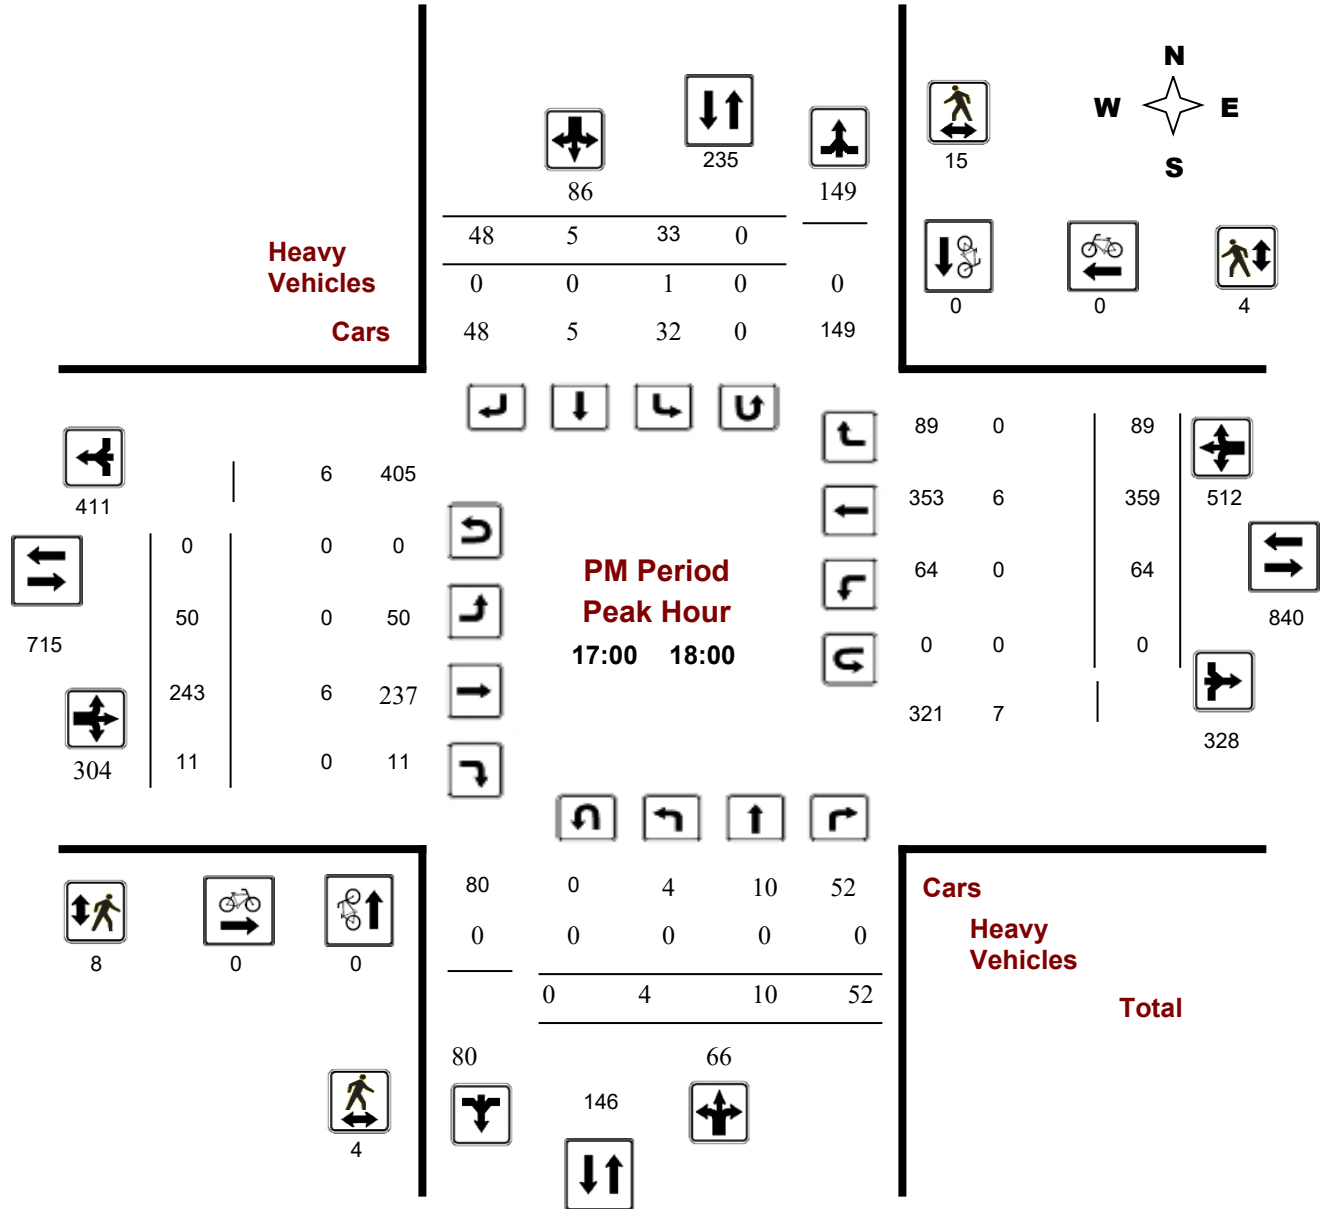 N
W E
S
235
15
86
149
48 5 33 0
Heavy
Vehicles
0 0 1 0 0
0 0 4
Cars
48 5 32 0 149
89 0 89
6 405
411
353 6 359 512
0 0 0
PM Period
64 0 64
50 0 50
Peak Hour
840
715
17:00 18:00
0 0 0
243 6 237
321 7
328
304 11 0 11
80 0 4 10 52
Cars
0 0 0 0 0
Heavy
Vehicles
8 0 0
0 4 10 52
Total
80 66
146
4